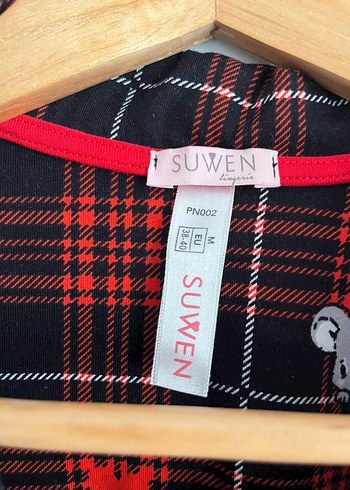 SUWEN
lingerie
PN002
M
EU
38-40
SUWEN